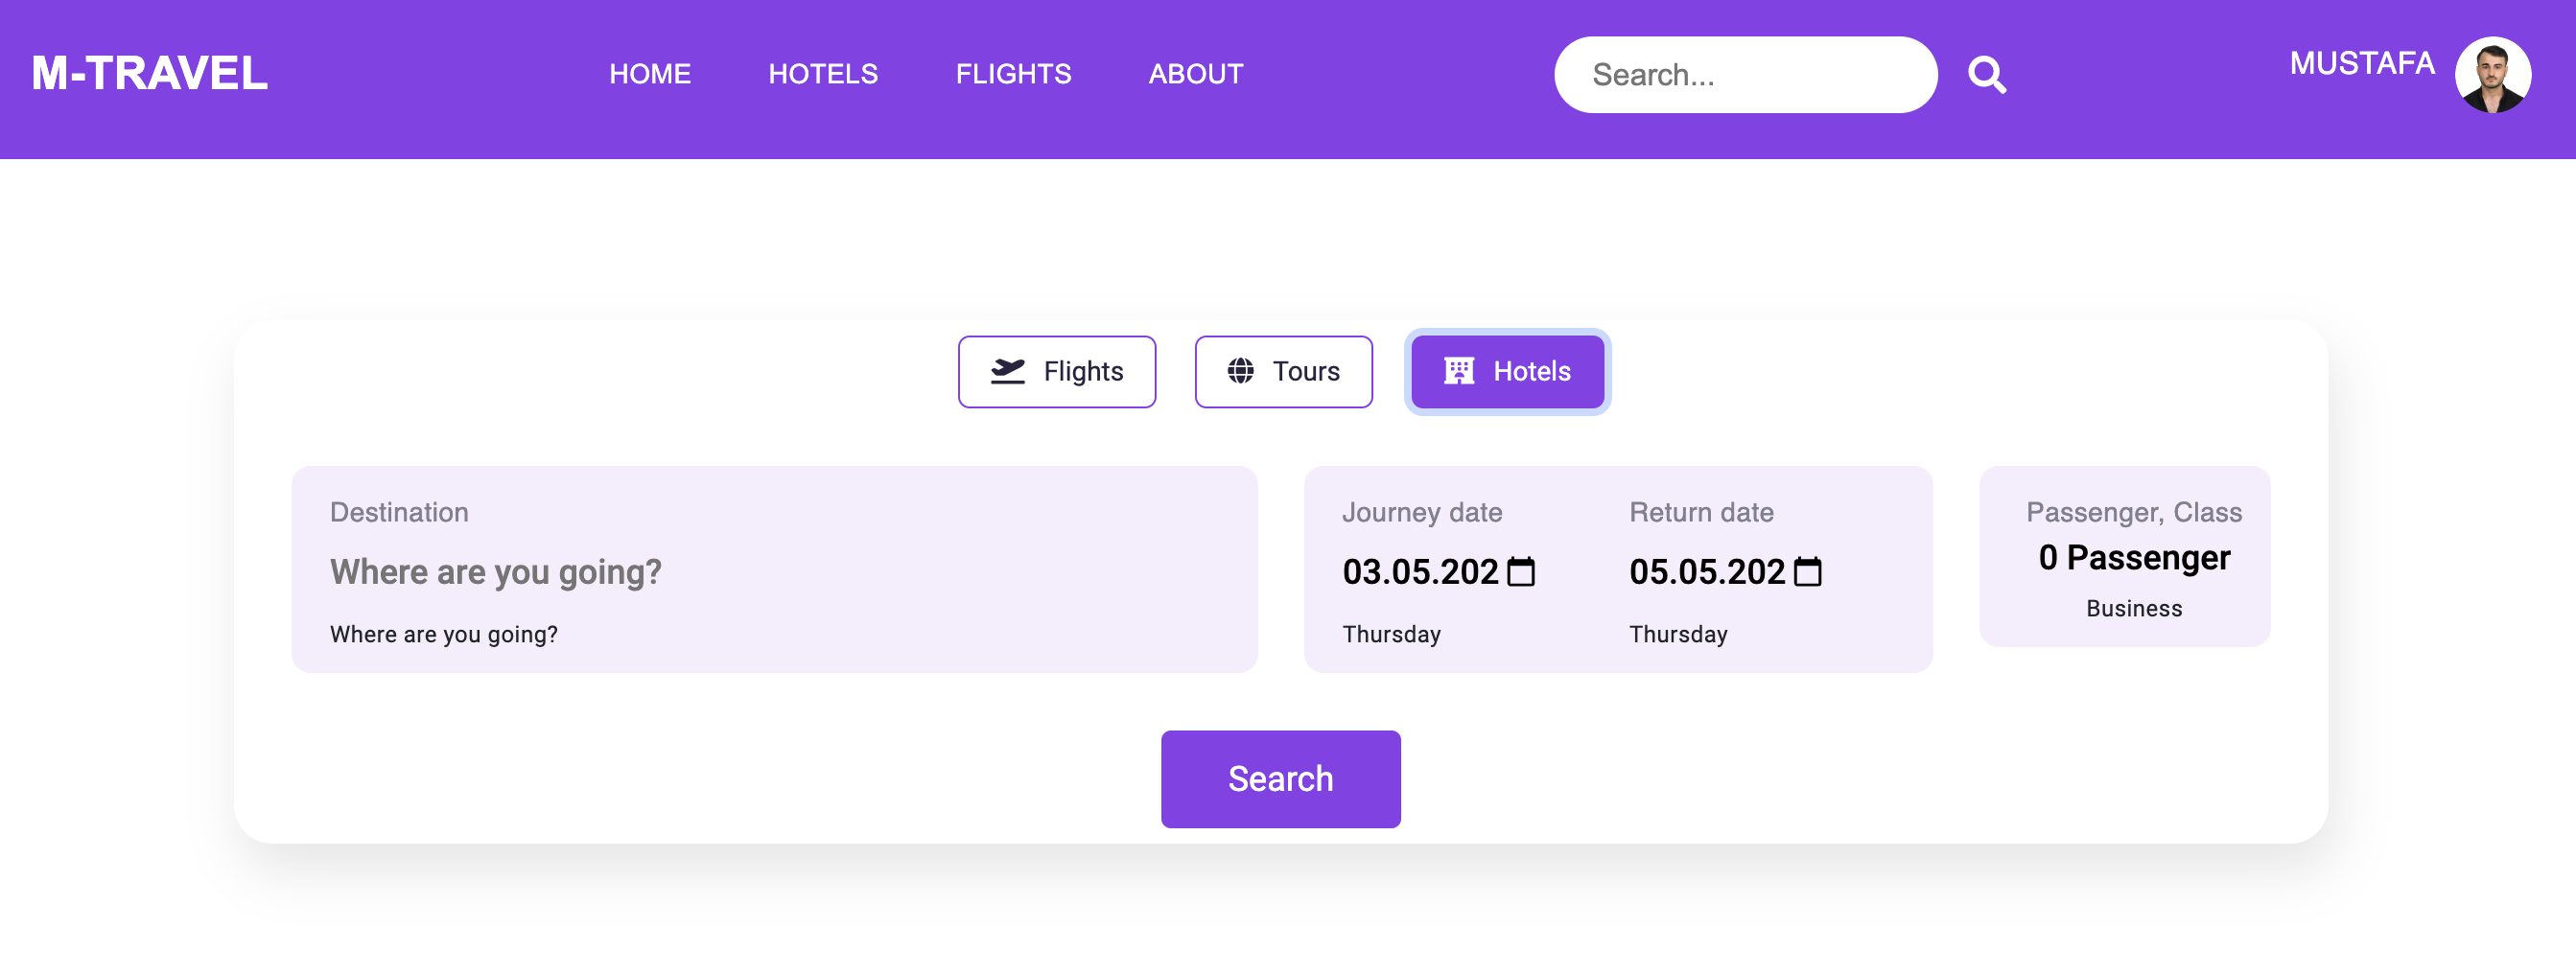 M-TRAVEL
HOME HOTELS FLIGHTS ABOUT
Search...
MUSTAFA
Flights Tours Hotels
Destination
Where are you going?
Where are you going?
Journey date Return date
03.05.202 05.05.202
Thursday Thursday
Passenger, Class
0 Passenger
Business
Search